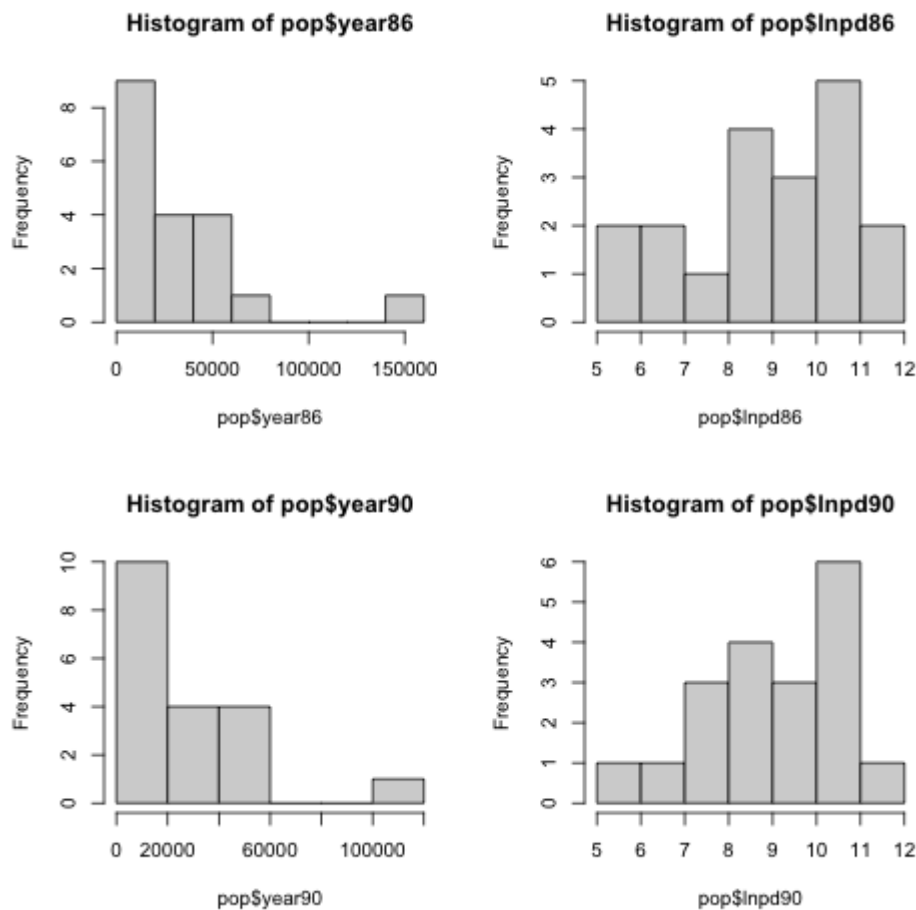 Histogram of pop$year86
Frequency
0 2 4 6 8
0 50000 100000 150000
pop$year86
Histogram of pop$lnpd86
Frequency
0 1 2 3 4 5
5 6 7 8 9 10 11 12
pop$lnpd86
Histogram of pop$year90
Frequency
0 2 4 6 8 10
0 20000 60000 100000
pop$year90
Histogram of pop$lnpd90
Frequency
0 1 2 3 4 5 6
5 6 7 8 9 10 11 12
pop$lnpd90